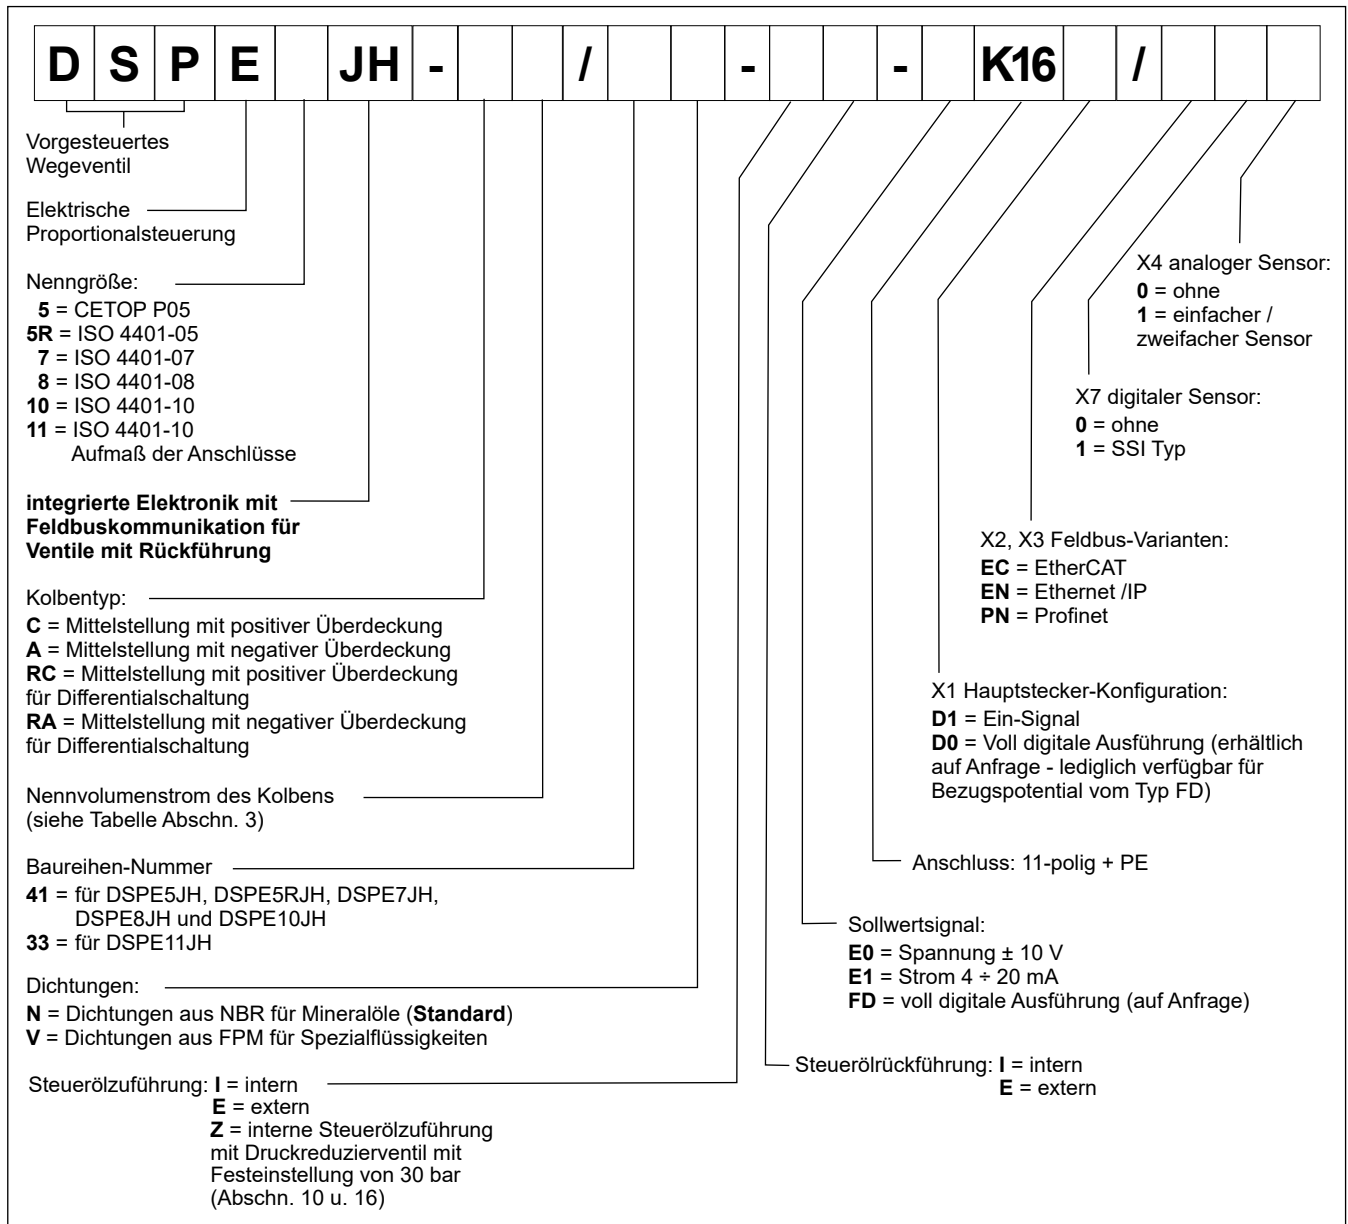 D S P E JH - / - - K16 /
Vorgesteuertes
Wegeventil
Elektrische
Proportionalsteuerung
Nenngröße:
5 = CETOP P05
5R = ISO 4401-05
7 = ISO 4401-07
8 = ISO 4401-08
10 = ISO 4401-10
11 = ISO 4401-10
Aufmaß der Anschlüsse
integrierte Elektronik mit
Feldbuskommunikation für
Ventile mit Rückführung
Kolbentyp:
C = Mittelstellung mit positiver Überdeckung
A = Mittelstellung mit negativer Überdeckung
RC = Mittelstellung mit positiver Überdeckung
für Differentialschaltung
RA = Mittelstellung mit negativer Überdeckung
für Differentialschaltung
Nennvolumenstrom des Kolbens
(siehe Tabelle Abschn. 3)
Baureihen-Nummer
41 = für DSPE5JH, DSPE5RJH, DSPE7JH,
DSPE8JH und DSPE10JH
33 = für DSPE11JH
Dichtungen:
N = Dichtungen aus NBR für Mineralöle (Standard)
V = Dichtungen aus FPM für Spezialflüssigkeiten
Steuerölzuführung: I = intern
E = extern
Z = interne Steuerölzuführung
mit Druckreduzierventil mit
Festeinstellung von 30 bar
(Abschn. 10 u. 16)
X4 analoger Sensor:
0 = ohne
1 = einfacher /
zweifacher Sensor
X7 digitaler Sensor:
0 = ohne
1 = SSI Typ
X2, X3 Feldbus-Varianten:
EC = EtherCAT
EN = Ethernet /IP
PN = Profinet
X1 Hauptstecker-Konfiguration:
D1 = Ein-Signal
D0 = Voll digitale Ausführung (erhältlich
auf Anfrage - lediglich verfügbar für
Bezugspotential vom Typ FD)
Anschluss: 11-polig + PE
Sollwertsignal:
E0 = Spannung ± 10 V
E1 = Strom 4 ÷ 20 mA
FD = voll digitale Ausführung (auf Anfrage)
Steuerölrückführung: I = intern
E = extern